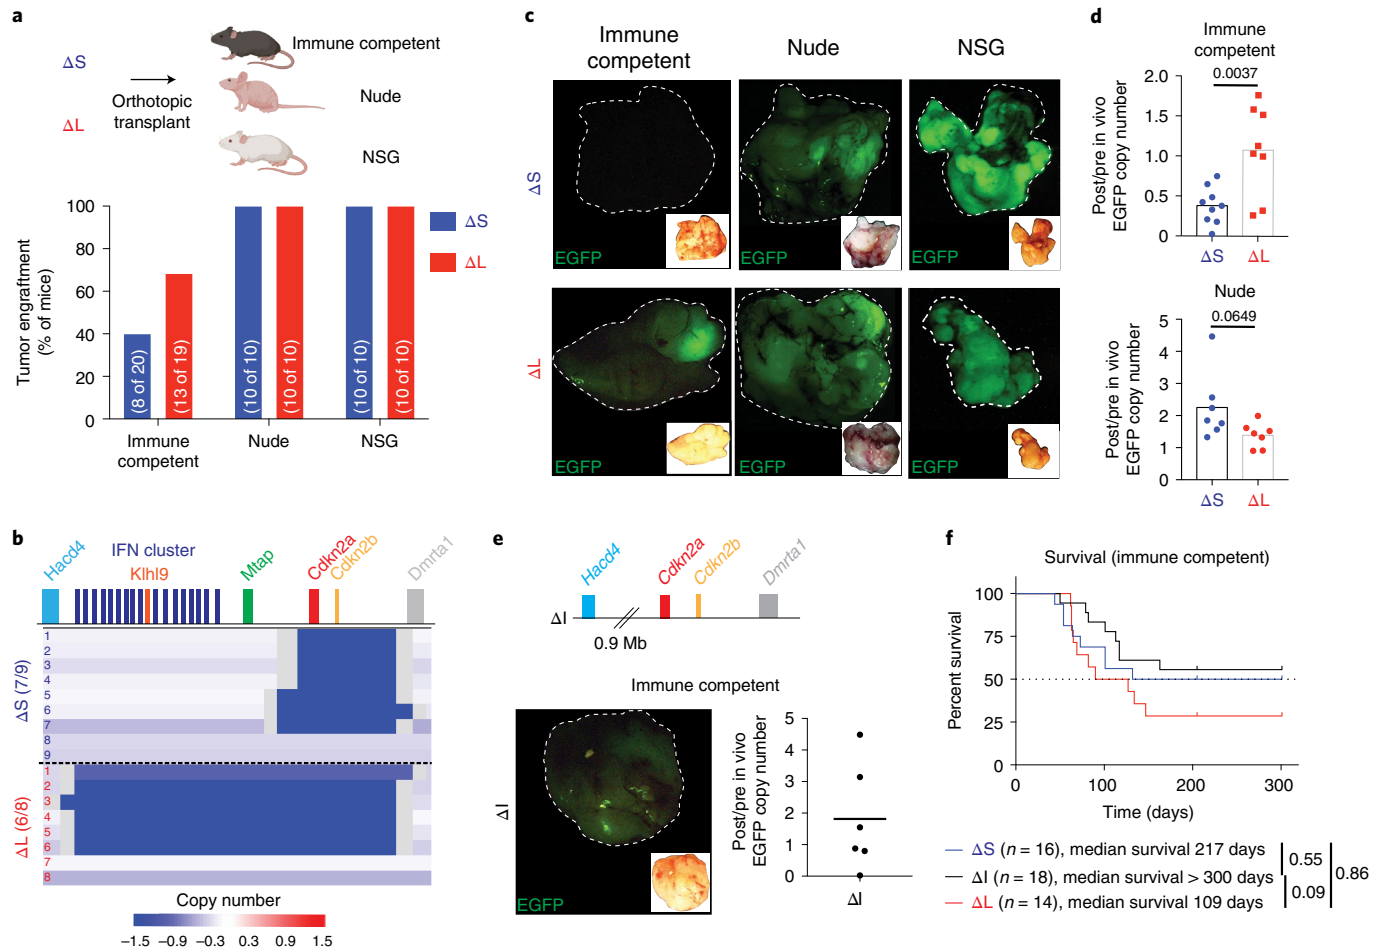 a
ΔS
ΔL
Orthotopic
transplant
Immune competent
Nude
NSG
Tumor engraftment
(% of mice)
100
80
60
40
20
0
(8 of 20)
(13 of 19)
(10 of 10)
(10 of 10)
(10 of 10)
(10 of 10)
Immune
competent
Nude
NSG
ΔS
ΔL
b
Hacd4
IFN cluster
Klhl9
Mtap
Cdkn2a
Cdkn2b
Dmrta1
ΔS (7/9)
1
2
3
4
5
6
7
8
9
ΔL (6/8)
1
2
3
4
5
6
7
8
Copy number
−1.5 −0.9 −0.3 0.3 0.9 1.5
c
Immune
competent
Nude
NSG
ΔS
EGFP
EGFP
EGFP
ΔL
EGFP
EGFP
EGFP
d
Immune
competent
0.0037
Post/pre in vivo
EGFP copy number
2.0
1.5
1.0
0.5
0
ΔS
ΔL
Nude
0.0649
Post/pre in vivo
EGFP copy number
5
4
3
2
1
0
ΔS
ΔL
e
Hacd4
Cdkn2a
Cdkn2b
Dmrta1
ΔI
0.9 Mb
Immune competent
ΔI
EGFP
Post/pre in vivo
EGFP copy number
5
4
3
2
1
0
ΔI
f
Survival (immune competent)
Percent survival
100
75
50
25
0
0
100
200
300
Time (days)
ΔS (n = 16), median survival 217 days
ΔI (n = 18), median survival > 300 days
ΔL (n = 14), median survival 109 days
0.55
0.09
0.86